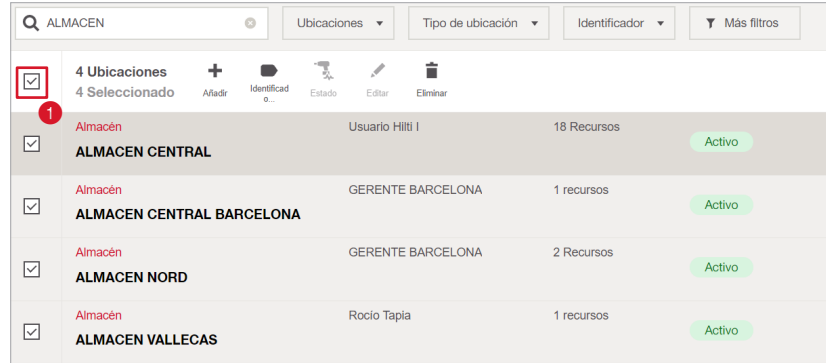 ALMACEN
Ubicaciones
Tipo de ubicación
Identificador
Más filtros
4 Ubicaciones
4 Seleccionado
Añadir
Identificad
o...
Estado
Editar
Eliminar
1
Almacén
Usuario Hilti I
18 Recursos
Activo
ALMACEN CENTRAL
Almacén
GERENTE BARCELONA
1 recursos
Activo
ALMACEN CENTRAL BARCELONA
Almacén
GERENTE BARCELONA
2 Recursos
Activo
ALMACEN NORD
Almacén
Rocío Tapia
1 recursos
Activo
ALMACEN VALLECAS